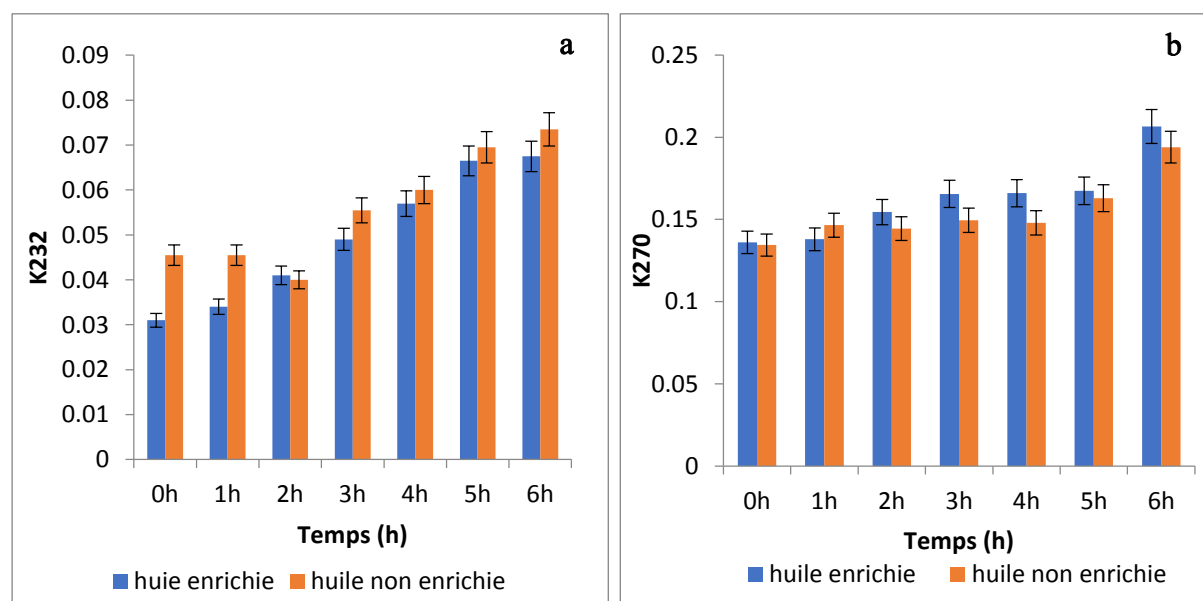 a
0.09
0.08
0.07
0.06
0.05
0.04
0.03
0.02
0.01
0
K232
0h 1h 2h 3h 4h 5h 6h
Temps (h)
huie enrichie huile non enrichie
b
0.25
0.2
0.15
0.1
0.05
0
K270
0h 1h 2h 3h 4h 5h 6h
Temps (h)
huile enrichie huile non enrichie